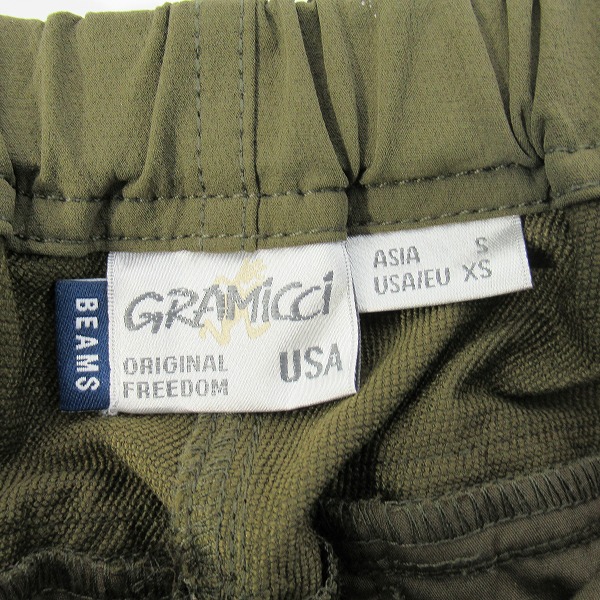 BEAMS
GRAMiCCi
ORIGINAL
FREEDOM
USA
ASIA S
USA/EU XS